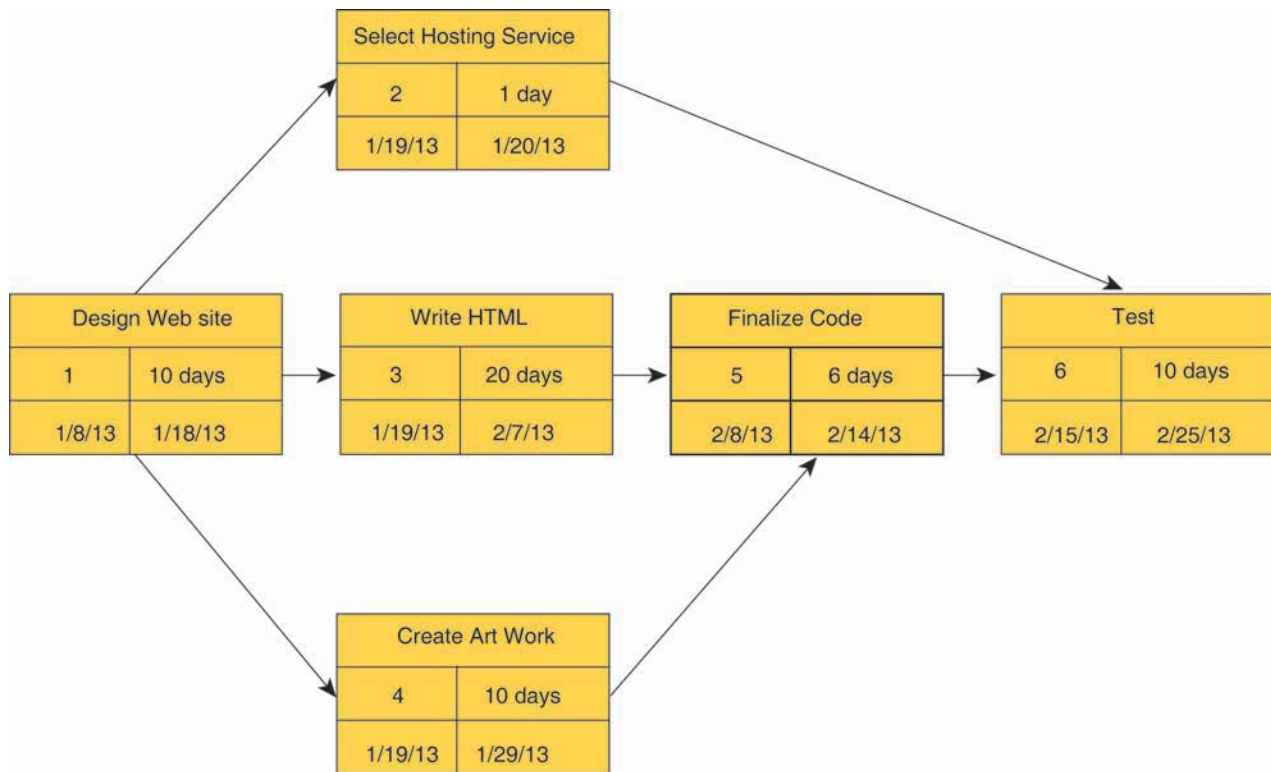 Select Hosting Service
2 1 day
1/19/13 1/20/13
Design Web site
1 10 days
1/8/13 1/18/13
Write HTML
3 20 days
1/19/13 2/7/13
Finalize Code
5 6 days
2/8/13 2/14/13
Test
6 10 days
2/15/13 2/25/13
Create Art Work
4 10 days
1/19/13 1/29/13